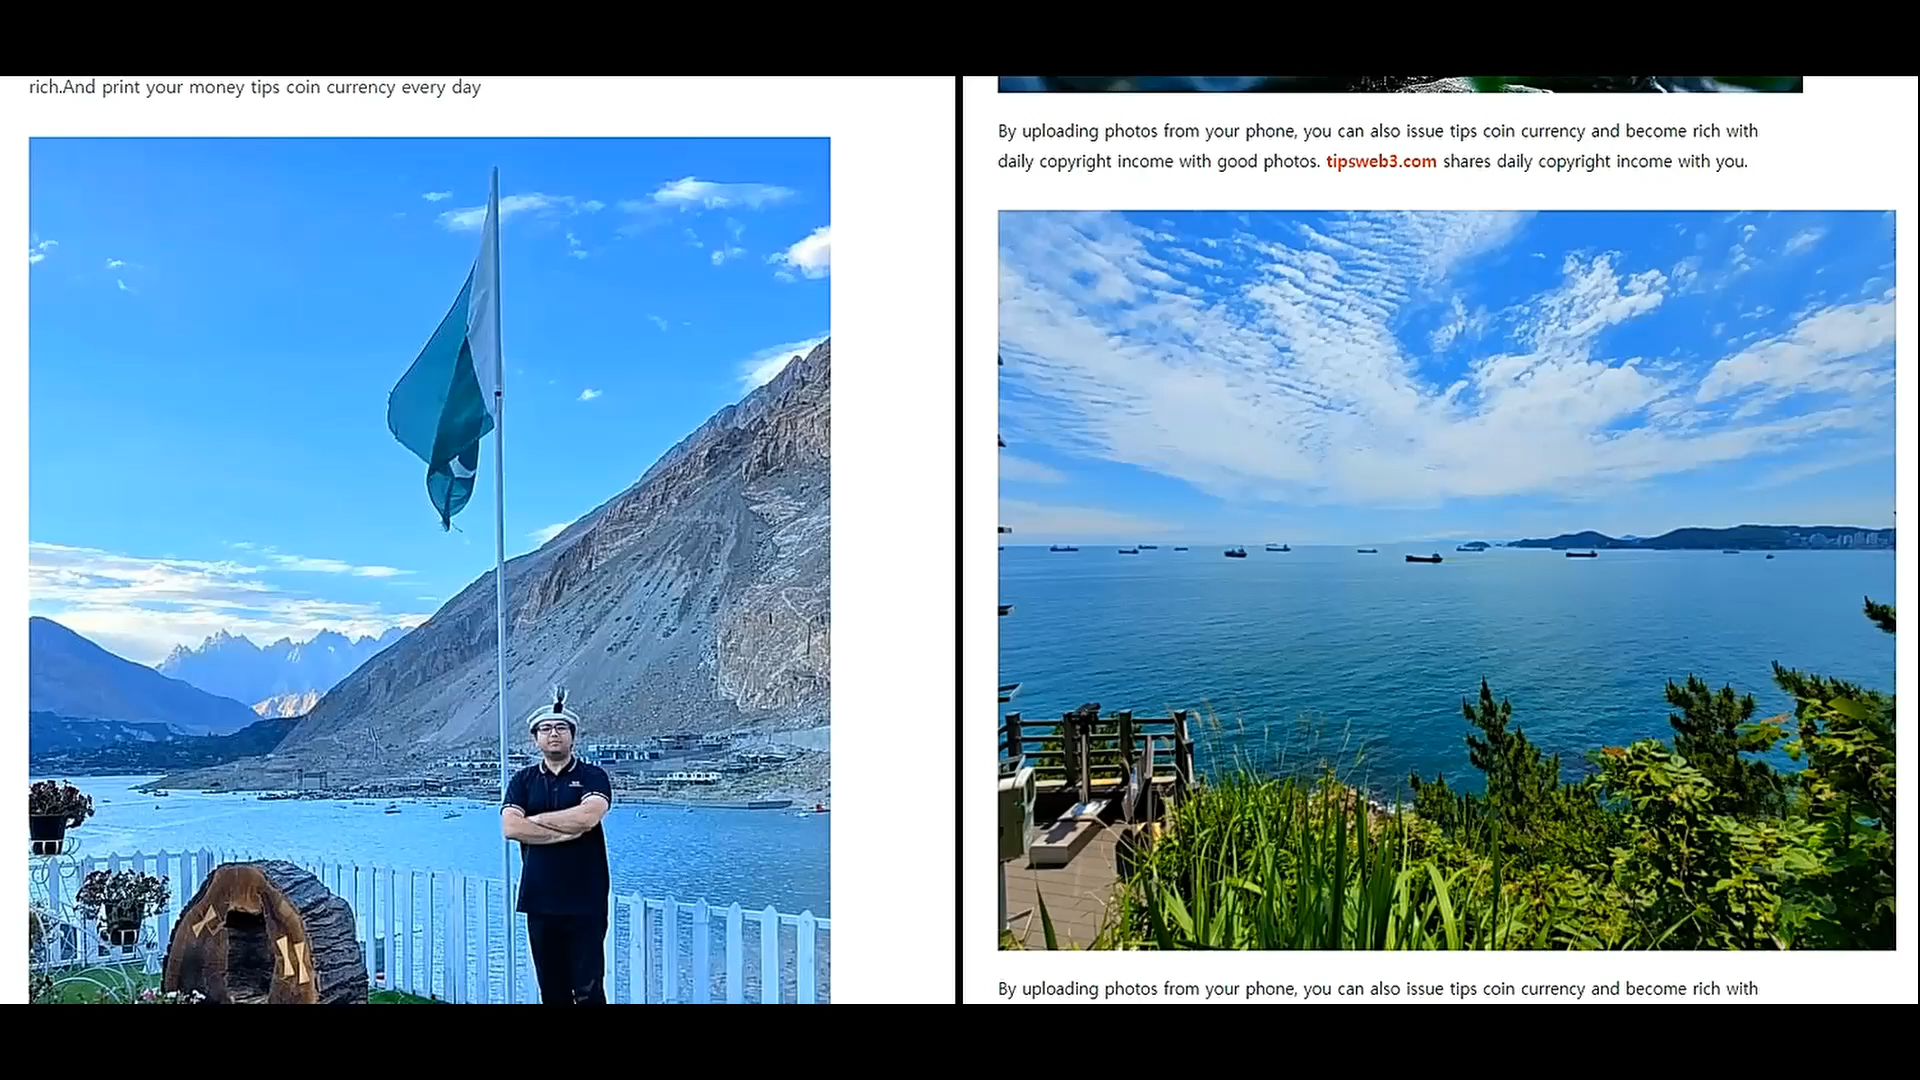 rich.And print your money tips coin currency every day
By uploading photos from your phone, you can also issue tips coin currency and become rich with
daily copyright income with good photos. tipsweb3.com shares daily copyright income with you.
By uploading photos from your phone, you can also issue tips coin currency and become rich with